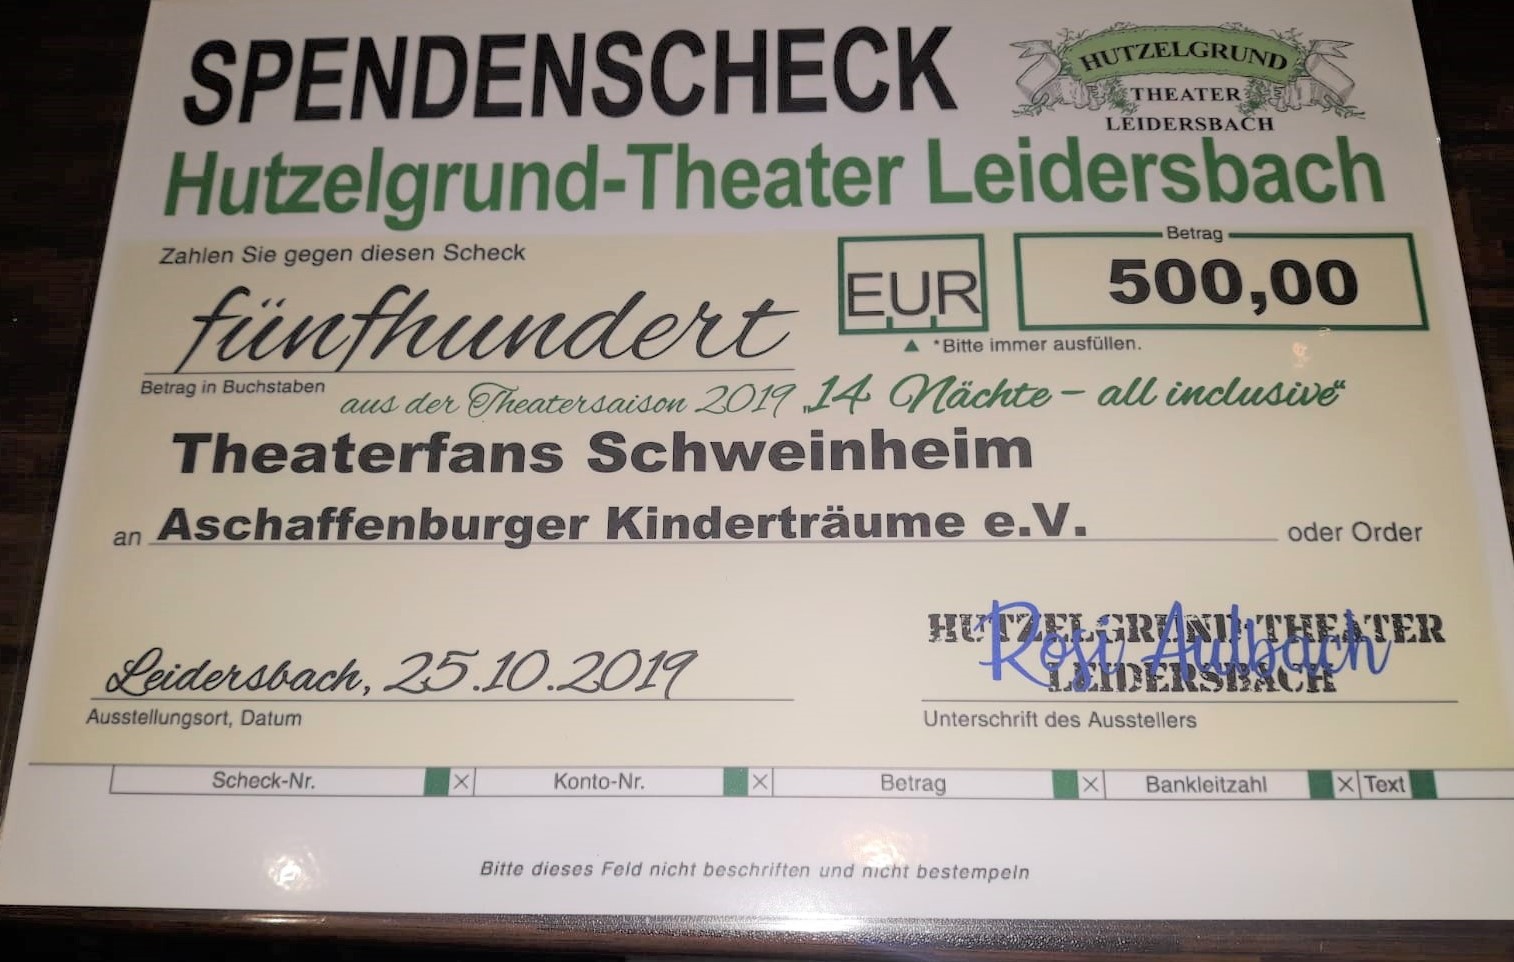 SPENDENSCHECK
HUTZELGRUND
THEATER
LEIDERSBACH
Hutzelgrund-Theater Leidersbach
Zahlen Sie gegen diesen Scheck
Betrag
EUR 500,00
fünfhundert
*Bitte immer ausfüllen.
Betrag in Buchstaben
aus der Theatersaison 2019 „14 Nächte – all inclusive“
Theaterfans Schweinheim
an Aschaffenburger Kinderträume e.V. oder Order
HUTZELGRUND-THEATER
Rosi Aulbach
LEIDERSBACH
Leidersbach, 25.10.2019
Ausstellungsort, Datum
Unterschrift des Ausstellers
Scheck-Nr. X Konto-Nr. X Betrag X Bankleitzahl X Text
Bitte dieses Feld nicht beschriften und nicht bestempeln